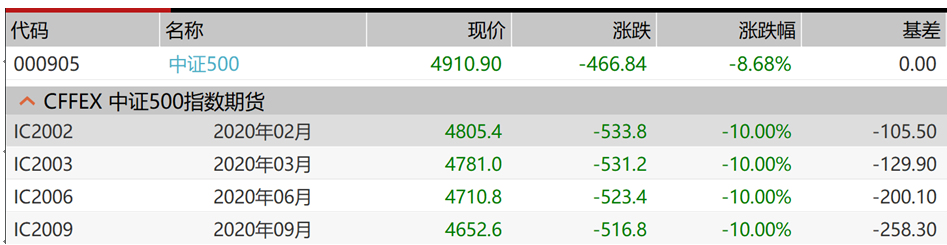 代码 名称 现价 涨跌 涨跌幅 基差
000905 中证500 4910.90 -466.84 -8.68% 0.00
CFFEX 中证500指数期货
IC2002 2020年02月 4805.4 -533.8 -10.00% -105.50
IC2003 2020年03月 4781.0 -531.2 -10.00% -129.90
IC2006 2020年06月 4710.8 -523.4 -10.00% -200.10
IC2009 2020年09月 4652.6 -516.8 -10.00% -258.30